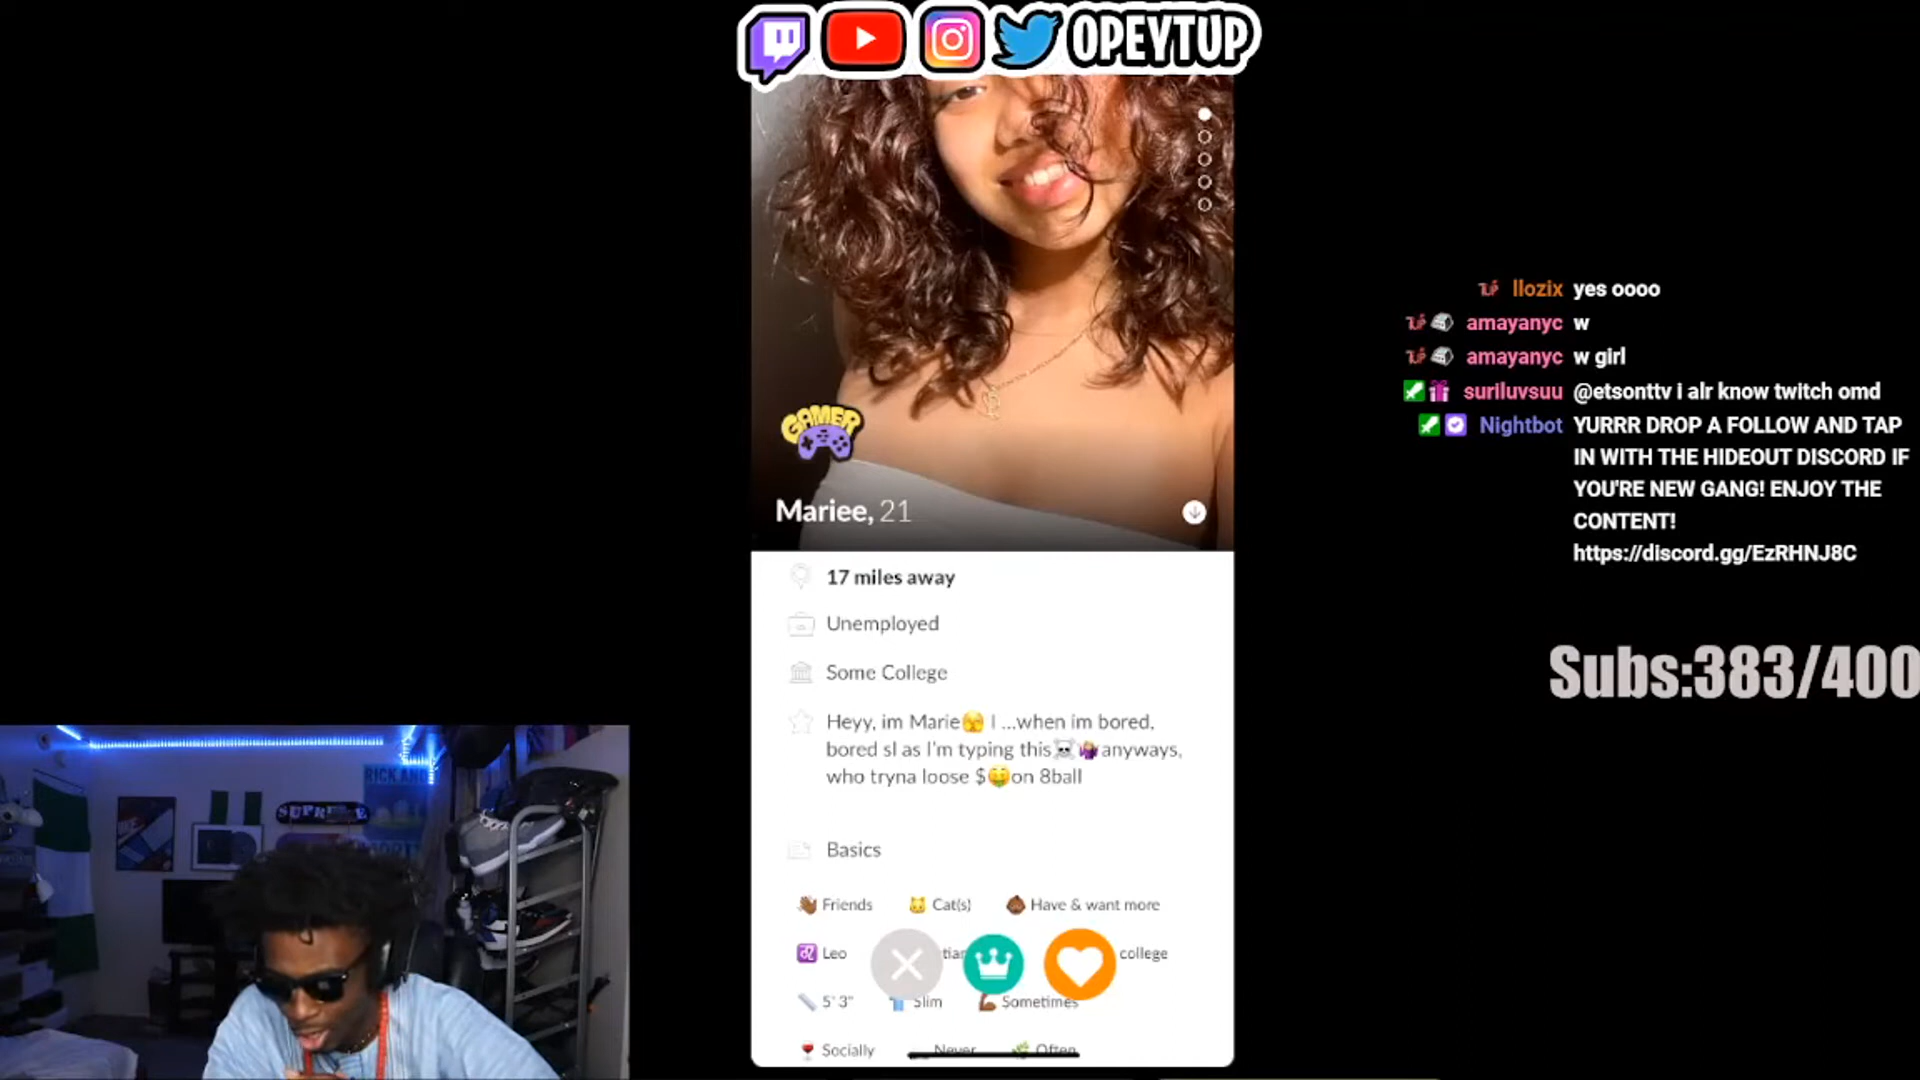 OPEYTUP
GAMER
Mariee, 21
17 miles away
Unemployed
Some College
Heyy, im Marie🫣 I ...when im bored,
bored sl as I'm typing this☠️🤷🏽‍♀️anyways,
who tryna loose $🤑on 8ball
Basics
Friends Cat(s) Have & want more
Leo college
5' 3" Slim Sometimes
Socially Never Often
llozix yes oooo
amayanyc w
amayanyc w girl
suriluvsuu @etsonttv i alr know twitch omd
Nightbot YURRR DROP A FOLLOW AND TAP
IN WITH THE HIDEOUT DISCORD IF
YOU'RE NEW GANG! ENJOY THE
CONTENT!
https://discord.gg/EzRHNJ8C
Subs:383/400
RICK AND
SUPREME